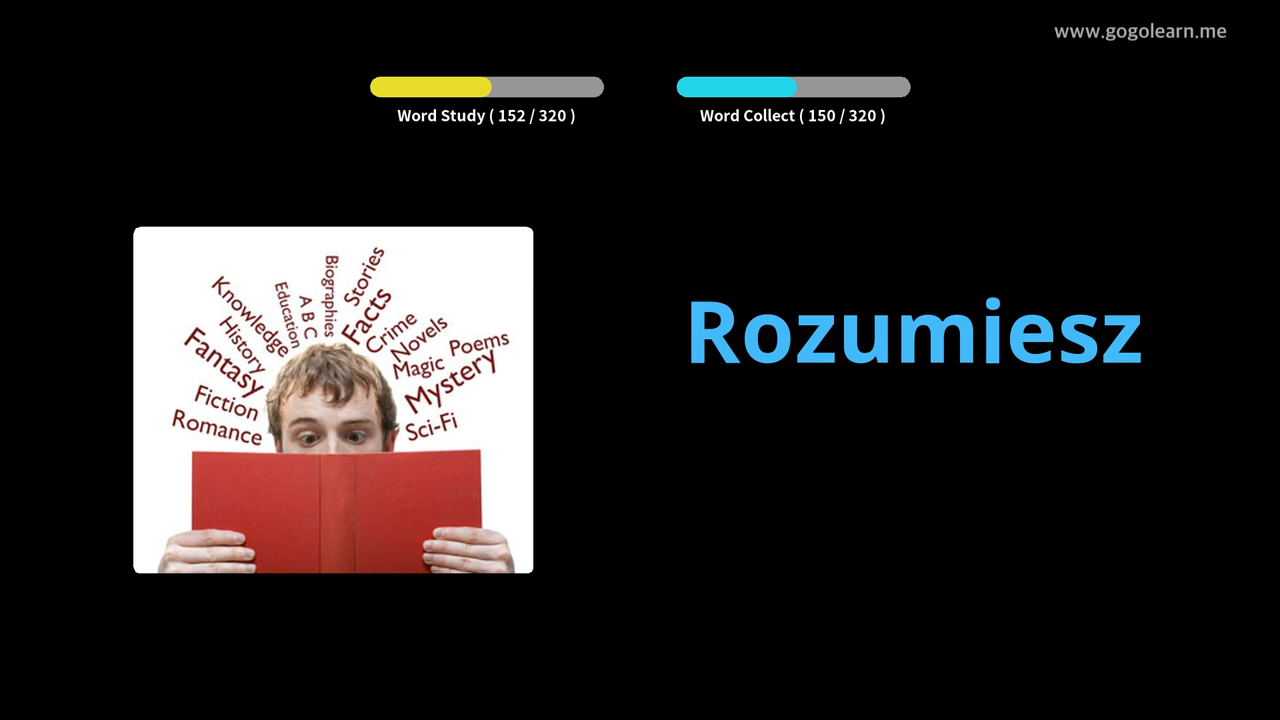 www.gogolearn.me
Word Study ( 152 / 320 )
Word Collect ( 150 / 320 )
Rozumiesz
Knowledge
History
Fantasy
Fiction
Romance
Education
A B C
Biographies
Stories
Facts
Crime
Novels
Magic
Poems
Mystery
Sci-Fi